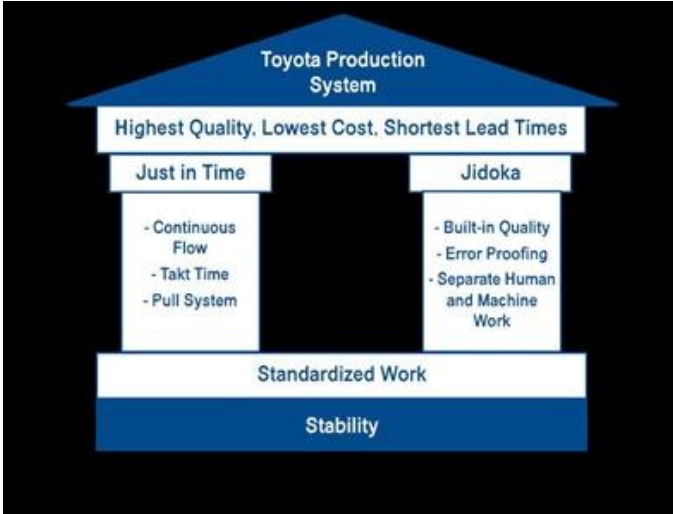 Toyota Production
System
Highest Quality, Lowest Cost, Shortest Lead Times
Just in Time
- Continuous
Flow
- Takt Time
- Pull System
Jidoka
- Built-in Quality
- Error Proofing
- Separate Human
and Machine
Work
Standardized Work
Stability